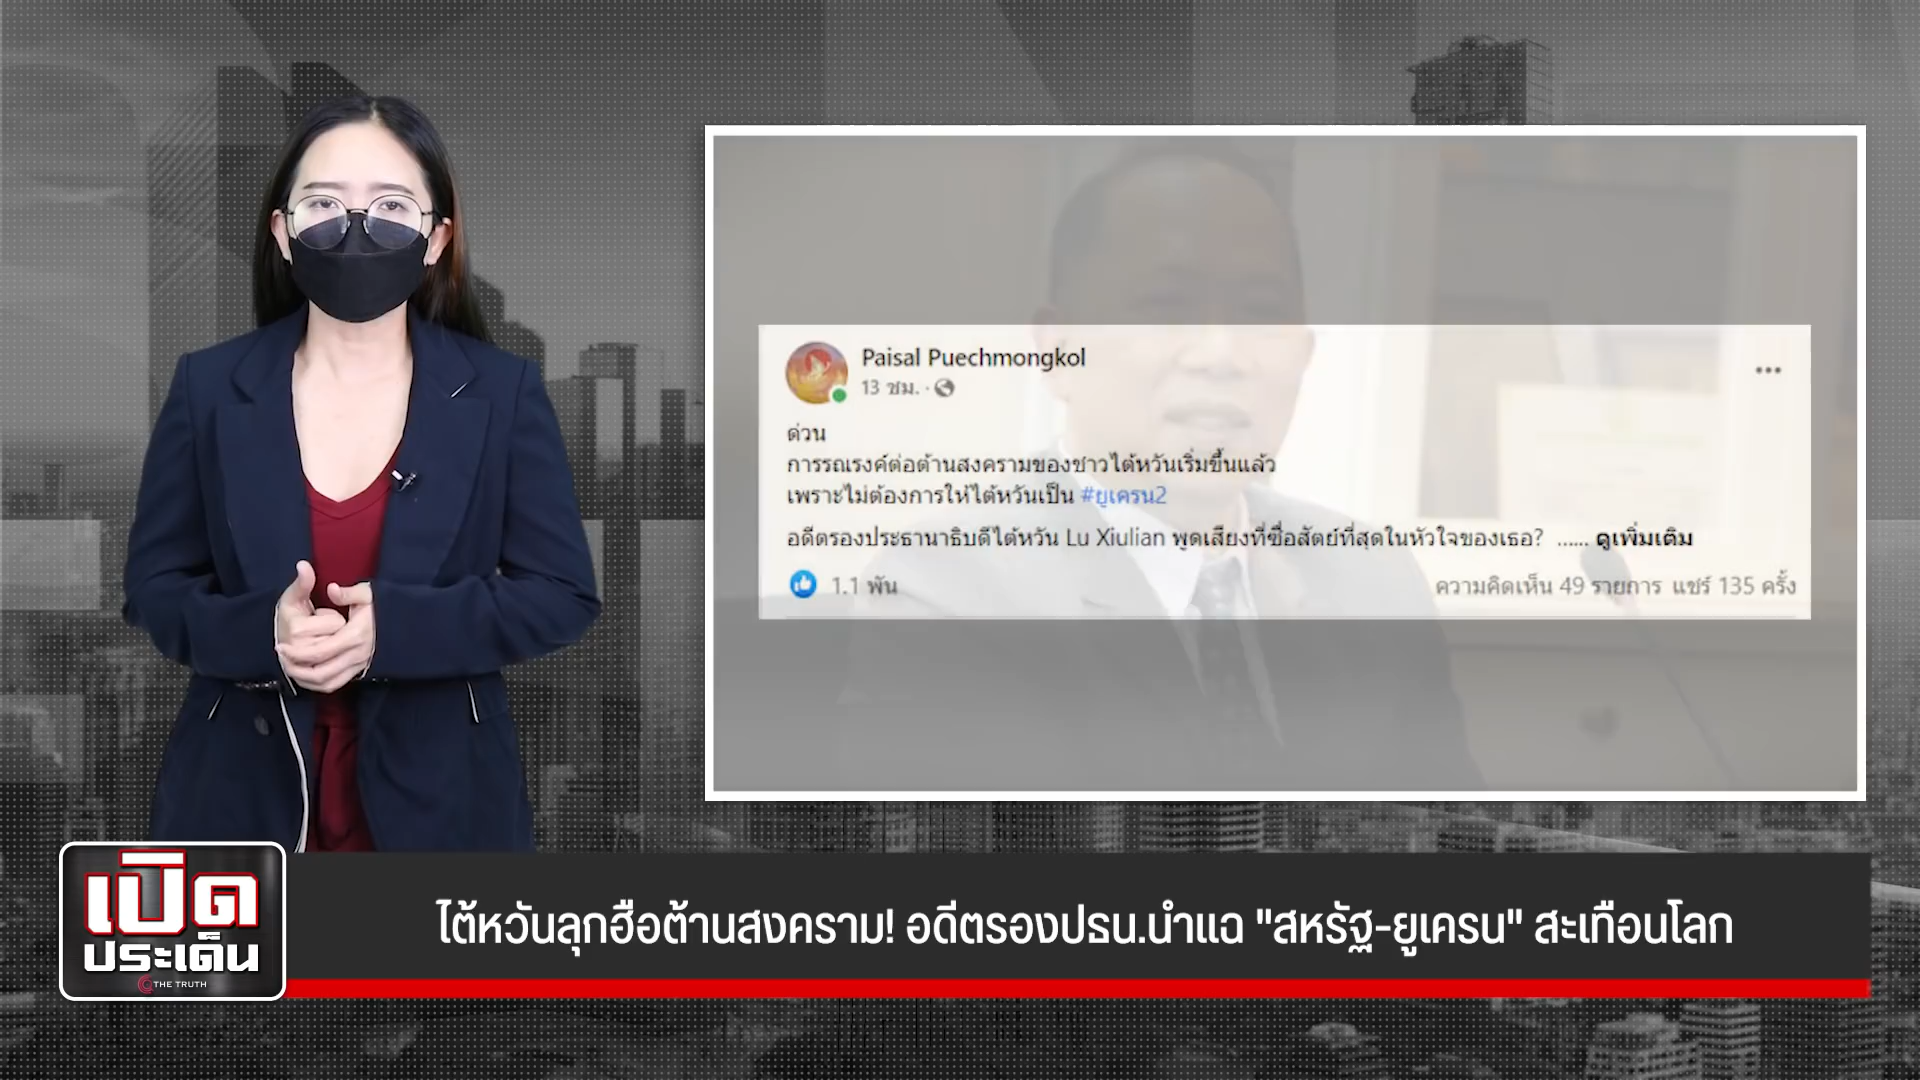 Paisal Puechmongkol
13 ชม. ·
ด่วน
การรณรงค์ต่อต้านสงครามของชาวไต้หวันเริ่มขึ้นแล้ว
เพราะไม่ต้องการให้ไต้หวันเป็น #ยูเครน2
อดีตรองประธานาธิบดีไต้หวัน Lu Xiulian พูดเสียงที่ซื่อสัตย์ที่สุดในหัวใจของเธอ? ...... ดูเพิ่มเติม
1.1 พัน ความคิดเห็น 49 รายการ แชร์ 135 ครั้ง
เปิด
ประเด็น
THE TRUTH
ไต้หวันลุกฮือต้านสงคราม! อดีตรองปธน.นำแฉ "สหรัฐ-ยูเครน" สะเทือนโลก